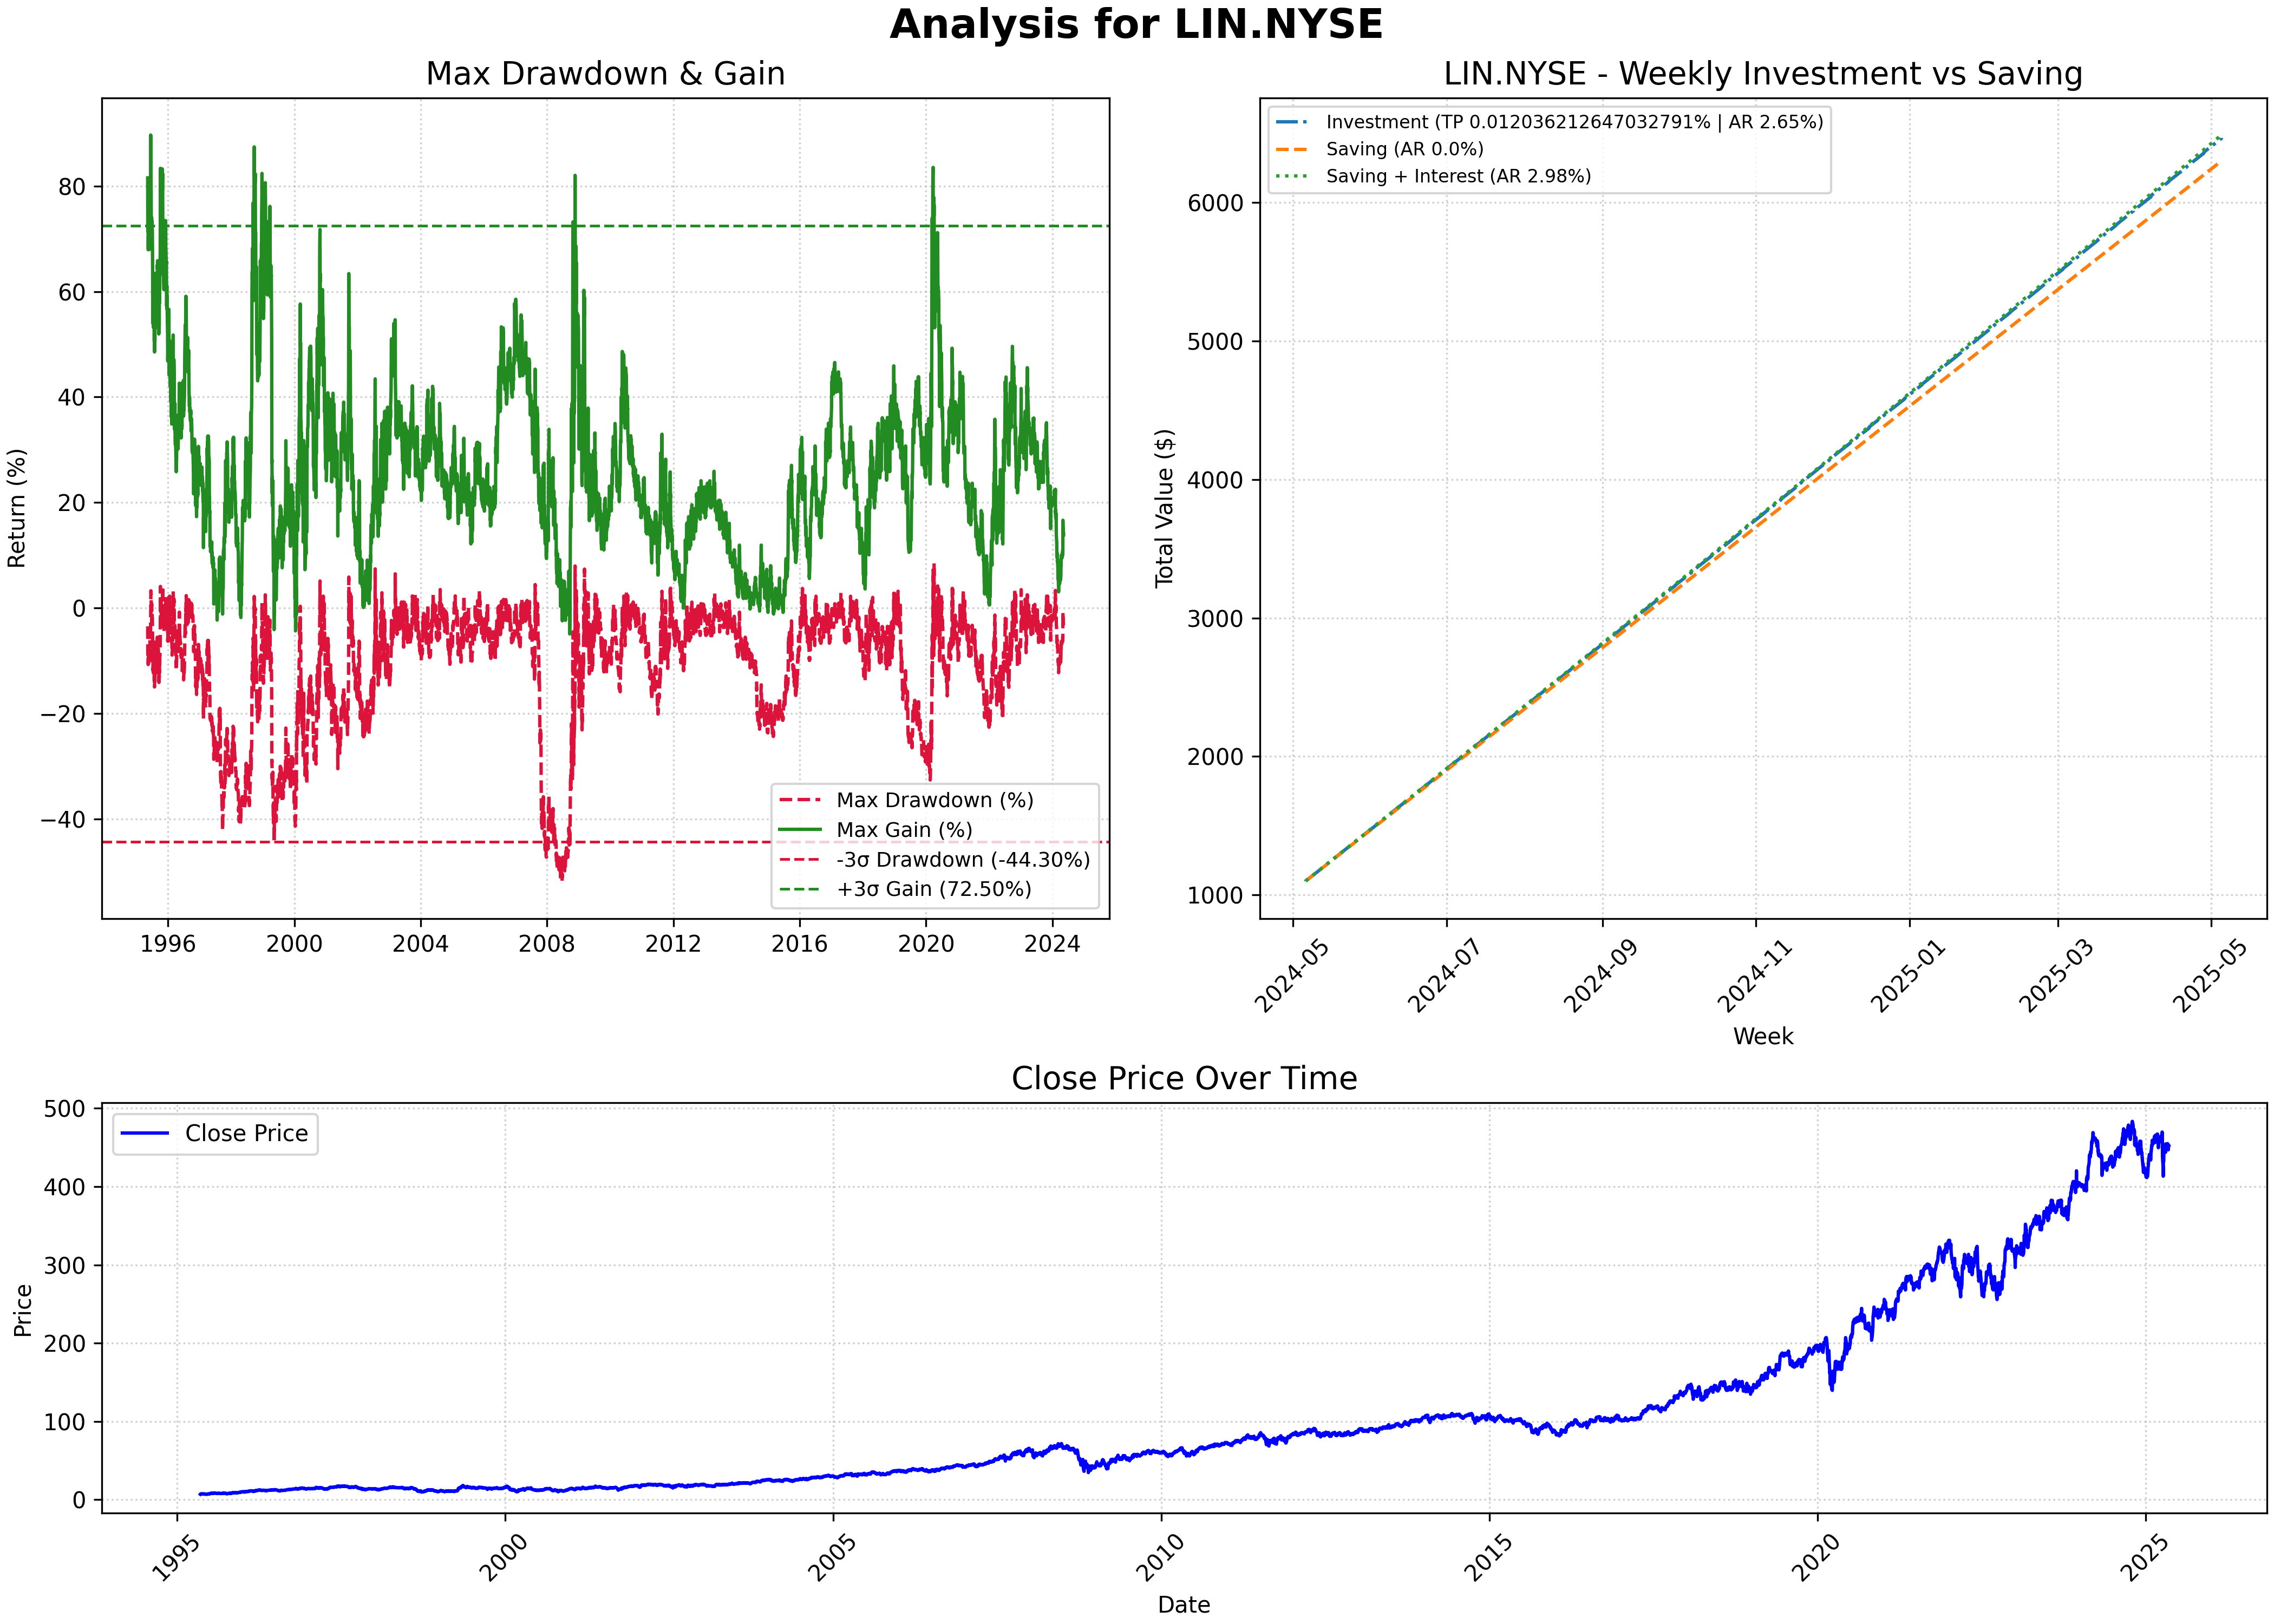 Analysis for LIN.NYSE
Max Drawdown & Gain
Return (%)
80
60
40
20
0
−20
−40
1996
2000
2004
2008
2012
2016
2020
2024
Max Drawdown (%)
Max Gain (%)
-3σ Drawdown (-44.30%)
+3σ Gain (72.50%)
LIN.NYSE - Weekly Investment vs Saving
Total Value ($)
6000
5000
4000
3000
2000
1000
Investment (TP 0.012036212647032791% | AR 2.65%)
Saving (AR 0.0%)
Saving + Interest (AR 2.98%)
2024-05
2024-07
2024-09
2024-11
2025-01
2025-03
2025-05
Week
Close Price Over Time
Price
500
400
300
200
100
0
Close Price
1995
2000
2005
2010
2015
2020
2025
Date